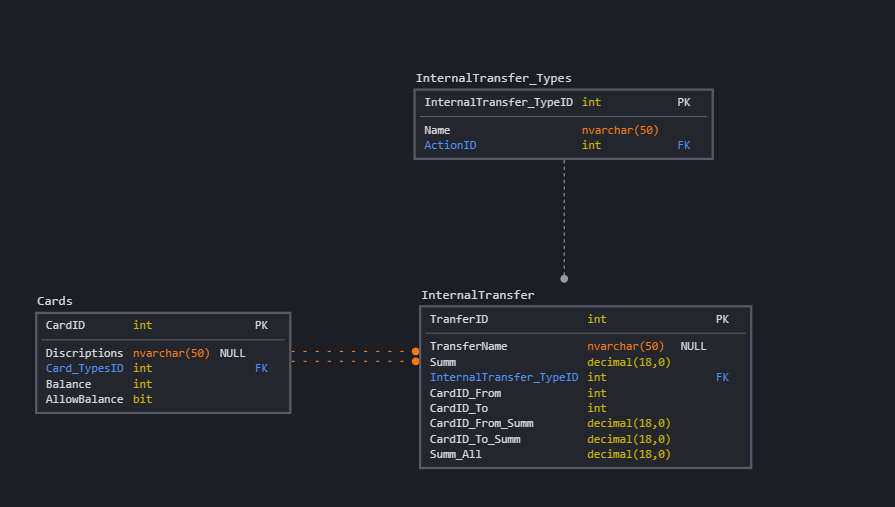 InternalTransfer_Types
InternalTransfer_TypeID int PK
Name nvarchar(50)
ActionID int FK
Cards
CardID int PK
Discriptions nvarchar(50) NULL
Card_TypesID int FK
Balance int
AllowBalance bit
InternalTransfer
TranferID int PK
TransferName nvarchar(50) NULL
Summ decimal(18,0)
InternalTransfer_TypeID int FK
CardID_From int
CardID_To int
CardID_From_Summ decimal(18,0)
CardID_To_Summ decimal(18,0)
Summ_All decimal(18,0)